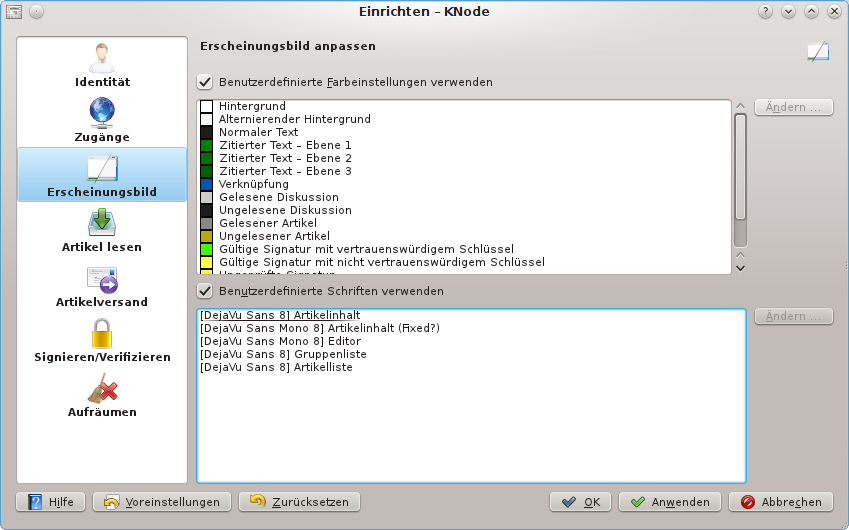 Einrichten – KNode
Identität
Zugänge
Erscheinungsbild
Artikel lesen
Artikelversand
Signieren/Verifizieren
Aufräumen
Erscheinungsbild anpassen
Benutzerdefinierte Farbeinstellungen verwenden
Hintergrund
Alternierender Hintergrund
Normaler Text
Zitierter Text – Ebene 1
Zitierter Text – Ebene 2
Zitierter Text – Ebene 3
Verknüpfung
Gelesene Diskussion
Ungelesene Diskussion
Gelesener Artikel
Ungelesener Artikel
Gültige Signatur mit vertrauenswürdigem Schlüssel
Gültige Signatur mit nicht vertrauenswürdigem Schlüssel
Ungeprüfte Signatur
Ändern ...
Benutzerdefinierte Schriften verwenden
[DejaVu Sans 8] Artikelinhalt
[DejaVu Sans Mono 8] Artikelinhalt (Fixed?)
[DejaVu Sans Mono 8] Editor
[DejaVu Sans 8] Gruppenliste
[DejaVu Sans 8] Artikelliste
Ändern ...
Hilfe
Voreinstellungen
Zurücksetzen
OK
Anwenden
Abbrechen